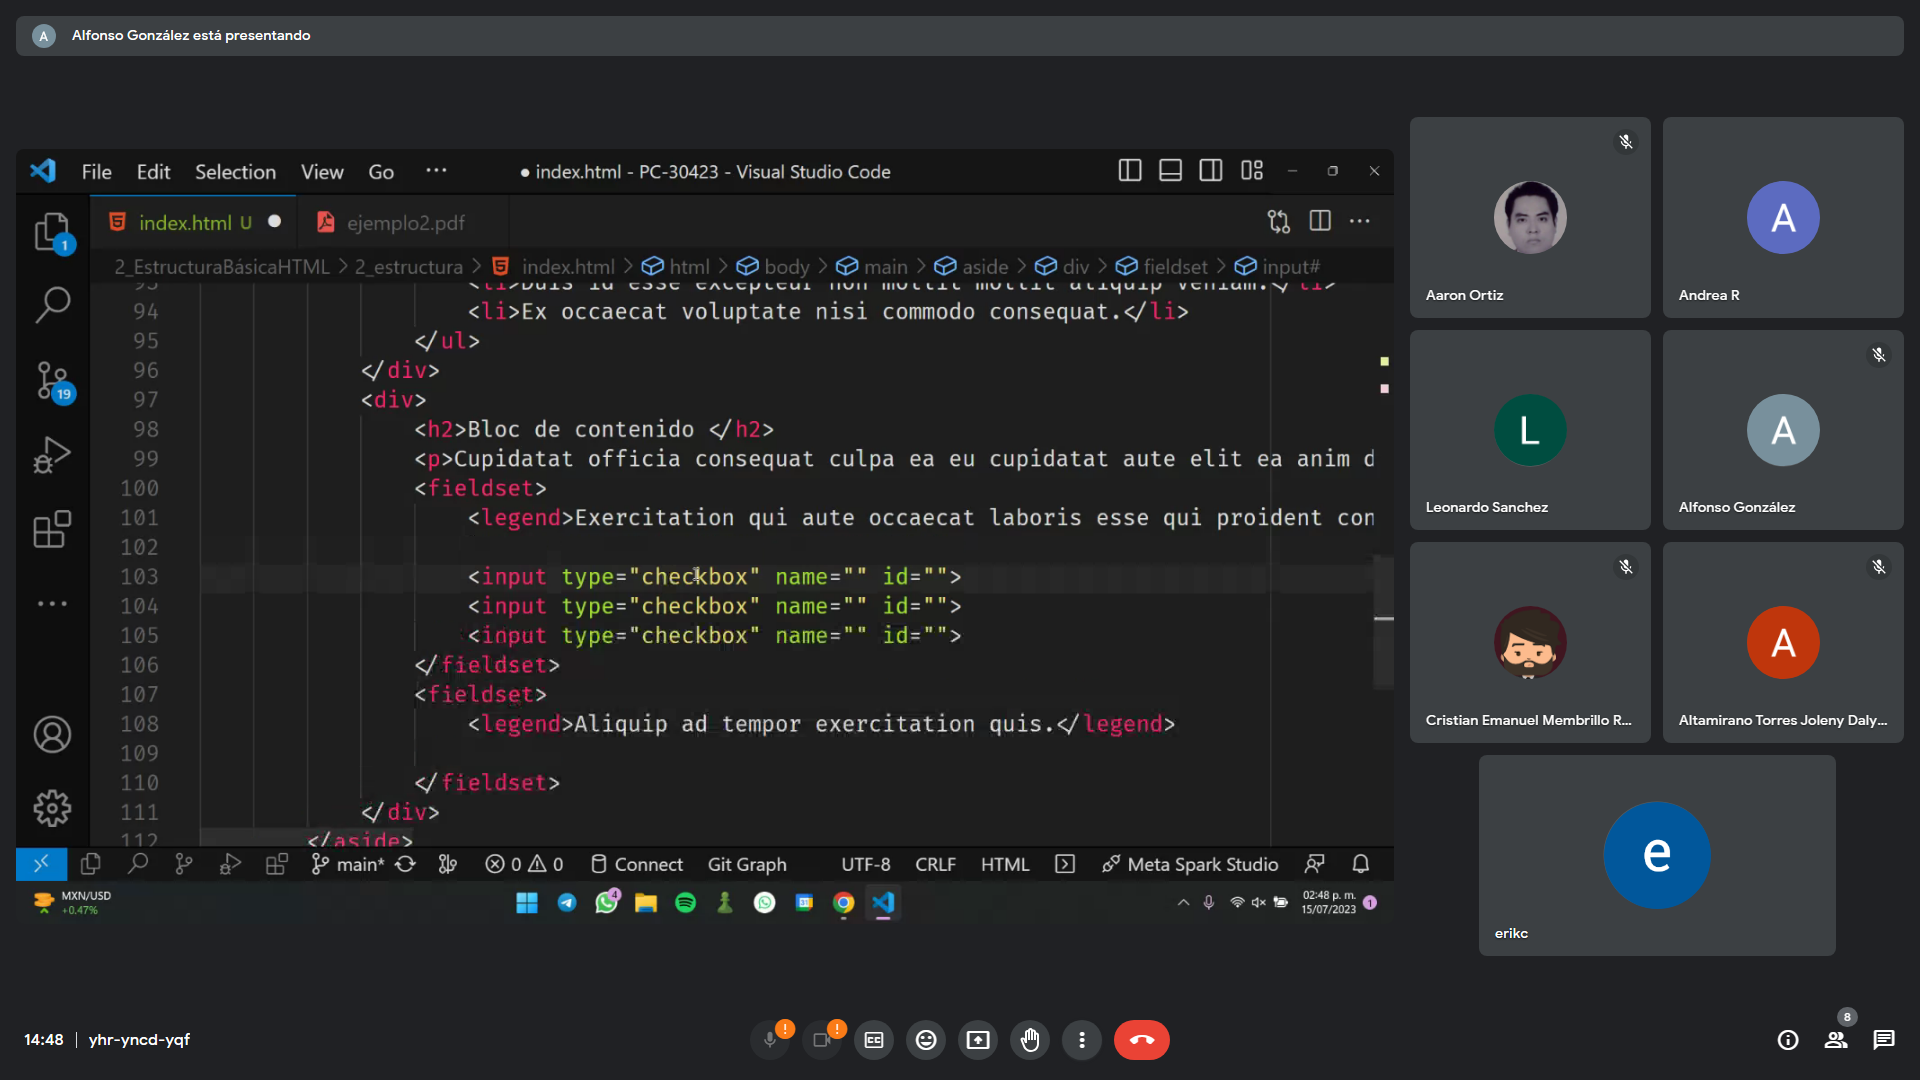 A Alfonso González está presentando
File Edit Selection View Go ··· ● index.html - PC-30423 - Visual Studio Code
index.html U ● ejemplo2.pdf
2_EstructuraBásicaHTML > 2_estructura > index.html > html > body > main > aside > div > fieldset > input#
93 <li>Duis id esse excepteur non mollit mollit aliquip veniam.</li>
94 <li>Ex occaecat voluptate nisi commodo consequat.</li>
95 </ul>
96 </div>
97 <div>
98 <h2>Bloc de contenido </h2>
99 <p>Cupidatat officia consequat culpa ea eu cupidatat aute elit ea anim d
100 <fieldset>
101 <legend>Exercitation qui aute occaecat laboris esse qui proident con
102
103 <input type="checkbox" name="" id="">
104 <input type="checkbox" name="" id="">
105 <input type="checkbox" name="" id="">
106 </fieldset>
107 <fieldset>
108 <legend>Aliquip ad tempor exercitation quis.</legend>
109
110 </fieldset>
111 </div>
112 </aside>
1
19
main* 0 0 Connect Git Graph UTF-8 CRLF HTML Meta Spark Studio
MXN/USD
+0.47%
4
02:48 p. m.
15/07/2023
1
Aaron Ortiz
A
Andrea R
L
Leonardo Sanchez
A
Alfonso González
Cristian Emanuel Membrillo R...
A
Altamirano Torres Joleny Daly...
e
erikc
14:48 | yhr-yncd-yqf
! ! CC
8